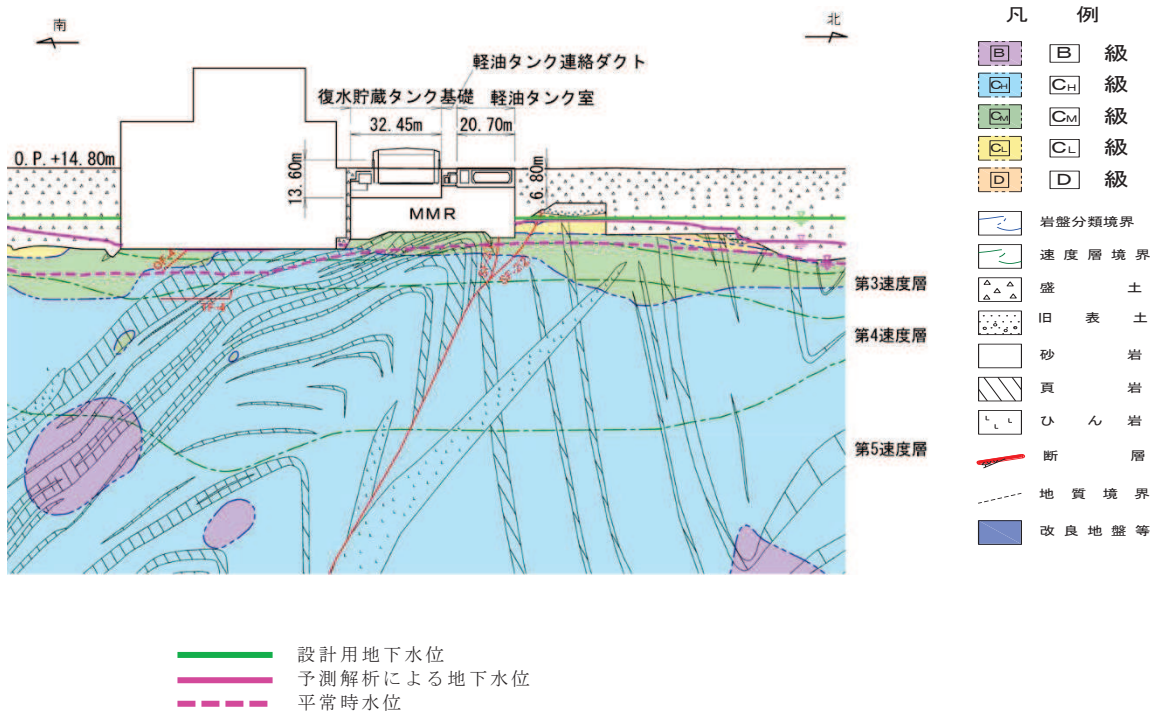 南
北
軽油タンク連絡ダクト
復水貯蔵タンク基礎
軽油タンク室
32.45m
20.70m
O.P.+14.80m
13.60m
6.80m
MMR
第3速度層
第4速度層
第5速度層
凡 例
B B 級
CH CH 級
CM CM 級
CL CL 級
D D 級
岩盤分類境界
速度層境界
盛土
旧表土
砂岩
頁岩
ひん岩
断層
地質境界
改良地盤等
設計用地下水位
予測解析による地下水位
平常時水位